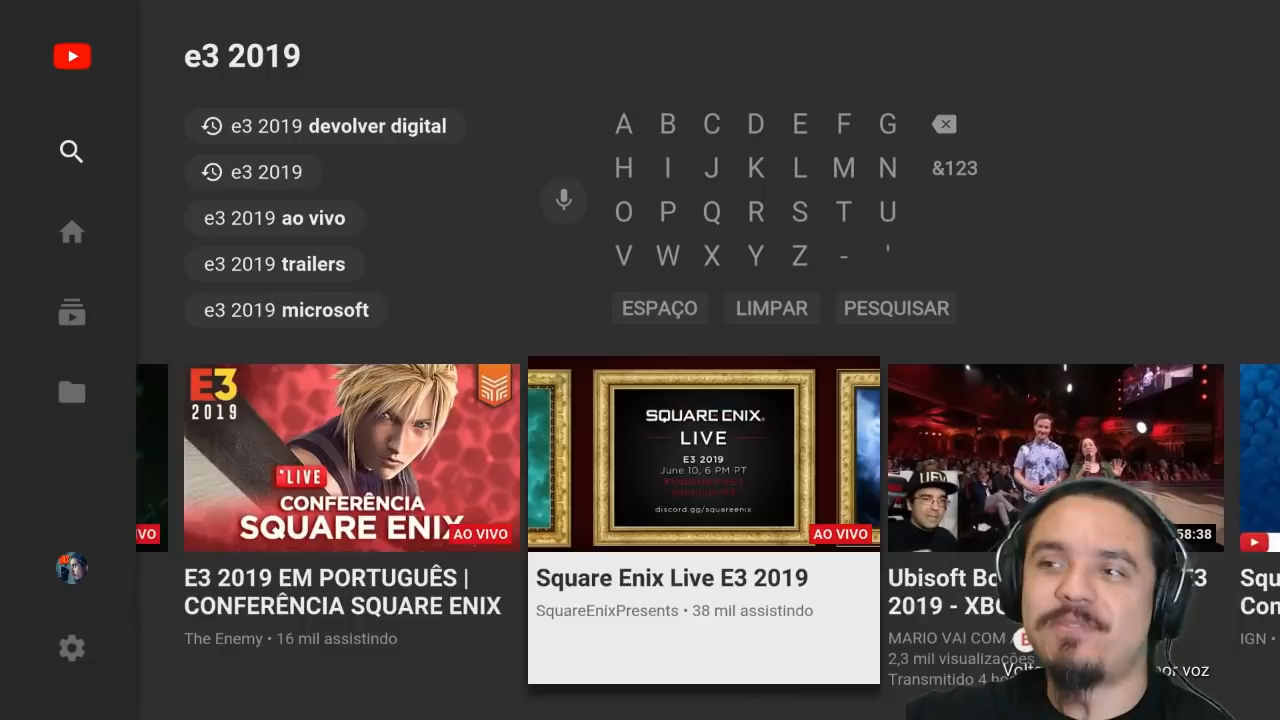 e3 2019
e3 2019 devolver digital
e3 2019
e3 2019 ao vivo
e3 2019 trailers
e3 2019 microsoft
A B C D E F G
H I J K L M N &123
O P Q R S T U
V W X Y Z - '
ESPAÇO LIMPAR PESQUISAR
VO
E3
2019
LIVE
CONFERÊNCIA
SQUARE ENIX
AO VIVO
E3 2019 EM PORTUGUÊS |
CONFERÊNCIA SQUARE ENIX
The Enemy • 16 mil assistindo
SQUARE ENIX
LIVE
E3 2019
June 10, 6 PM PT
#SquareEnixE3
discord.gg/squareenix
AO VIVO
Square Enix Live E3 2019
SquareEnixPresents • 38 mil assistindo
58:38
Ubisoft
2019 - XBO
MARIO VAI COM
2,3 mil visualizações
Transmitido 4
por voz
IGN •